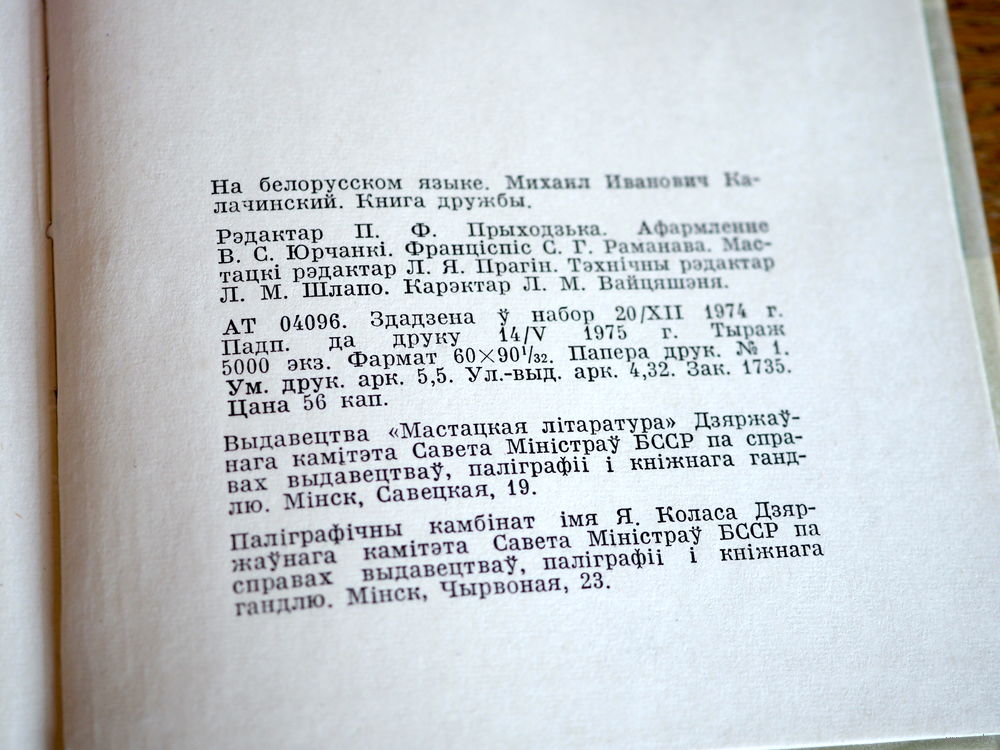 На белорусском языке. Михаил Иванович Ка-
лачинский. Книга дружбы.
Рэдактар П. Ф. Прыходзька. Афармленне
В. С. Юрчанкі. Франціспіс С. Г. Раманава. Мас-
тацкі рэдактар Л. Я. Прагін. Тэхнічны рэдактар
Л. М. Шлапо. Карэктар Л. М. Вайцяшэня.
АТ 04096. Здадзена ў набор 20/XII 1974 г.
Падп. да друку 14/V 1975 г. Тыраж
5000 экз. Фармат 60×90¹/₃₂. Папера друк. № 1.
Ум. друк. арк. 5,5. Ул.-выд. арк. 4,32. Зак. 1735.
Цана 56 кап.
Выдавецтва «Мастацкая літаратура» Дзяржаў-
нага камітэта Савета Міністраў БССР па спра-
вах выдавецтваў, паліграфіі і кніжнага ганд-
лю. Мінск, Савецкая, 19.
Паліграфічны камбінат імя Я. Коласа Дзяр-
жаўнага камітэта Савета Міністраў БССР па
справах выдавецтваў, паліграфіі і кніжнага
гандлю. Мінск, Чырвоная, 23.